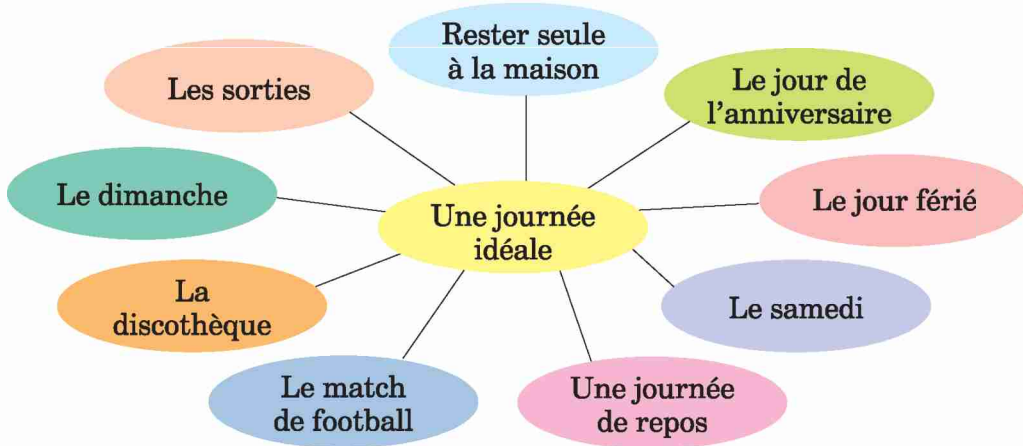 Rester seule
à la maison
Les sorties
Le jour de
l'anniversaire
Le dimanche
Une journée
idéale
Le jour férié
La
discothèque
Le samedi
Le match
de football
Une journée
de repos